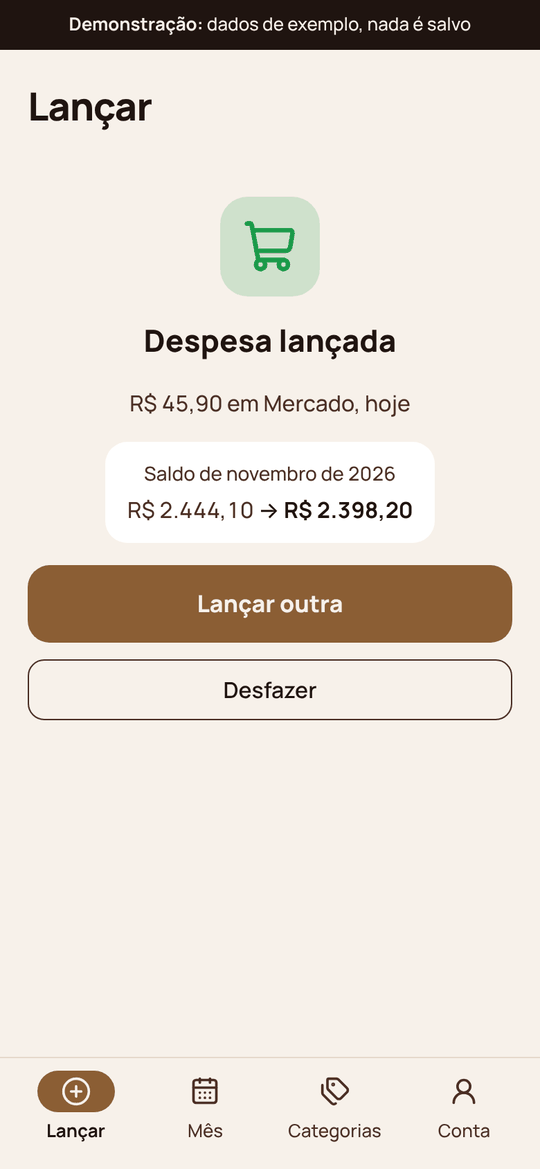 Demonstração: dados de exemplo, nada é salvo
Lançar
Despesa lançada
R$ 45,90 em Mercado, hoje
Saldo de novembro de 2026
R$ 2.444,10 → R$ 2.398,20
Lançar outra
Desfazer
Lançar
Mês
Categorias
Conta